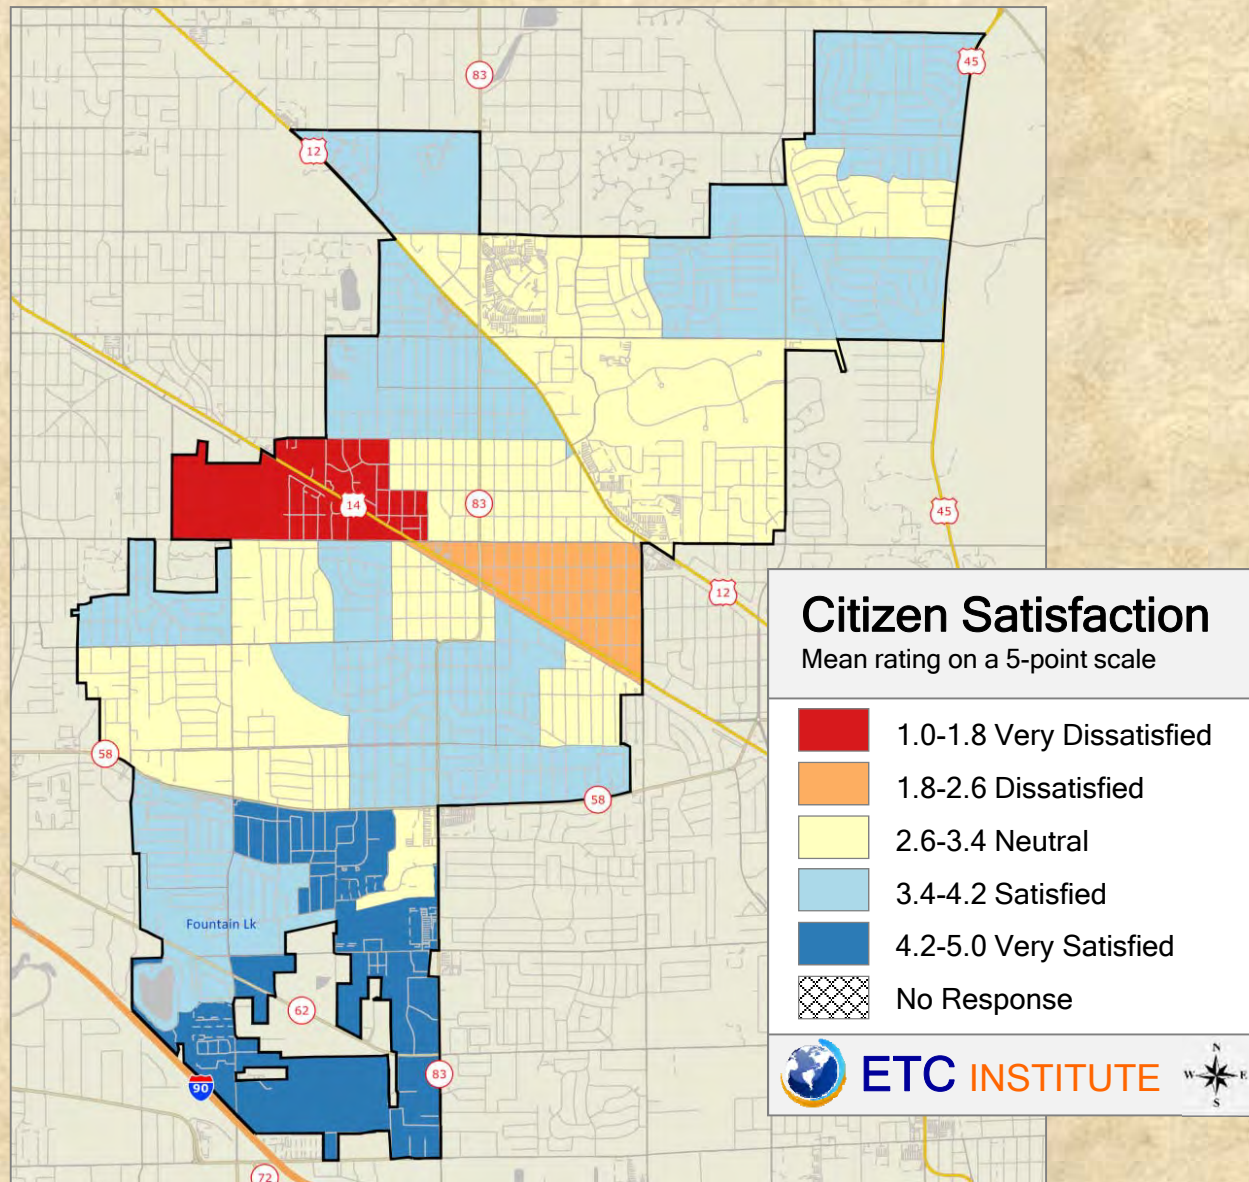 45
83
12
14
83
45
12
58
58
Fountain Lk
62
83
90
72
Citizen Satisfaction
Mean rating on a 5-point scale
1.0-1.8 Very Dissatisfied
1.8-2.6 Dissatisfied
2.6-3.4 Neutral
3.4-4.2 Satisfied
4.2-5.0 Very Satisfied
No Response
ETC INSTITUTE
N
W E
S